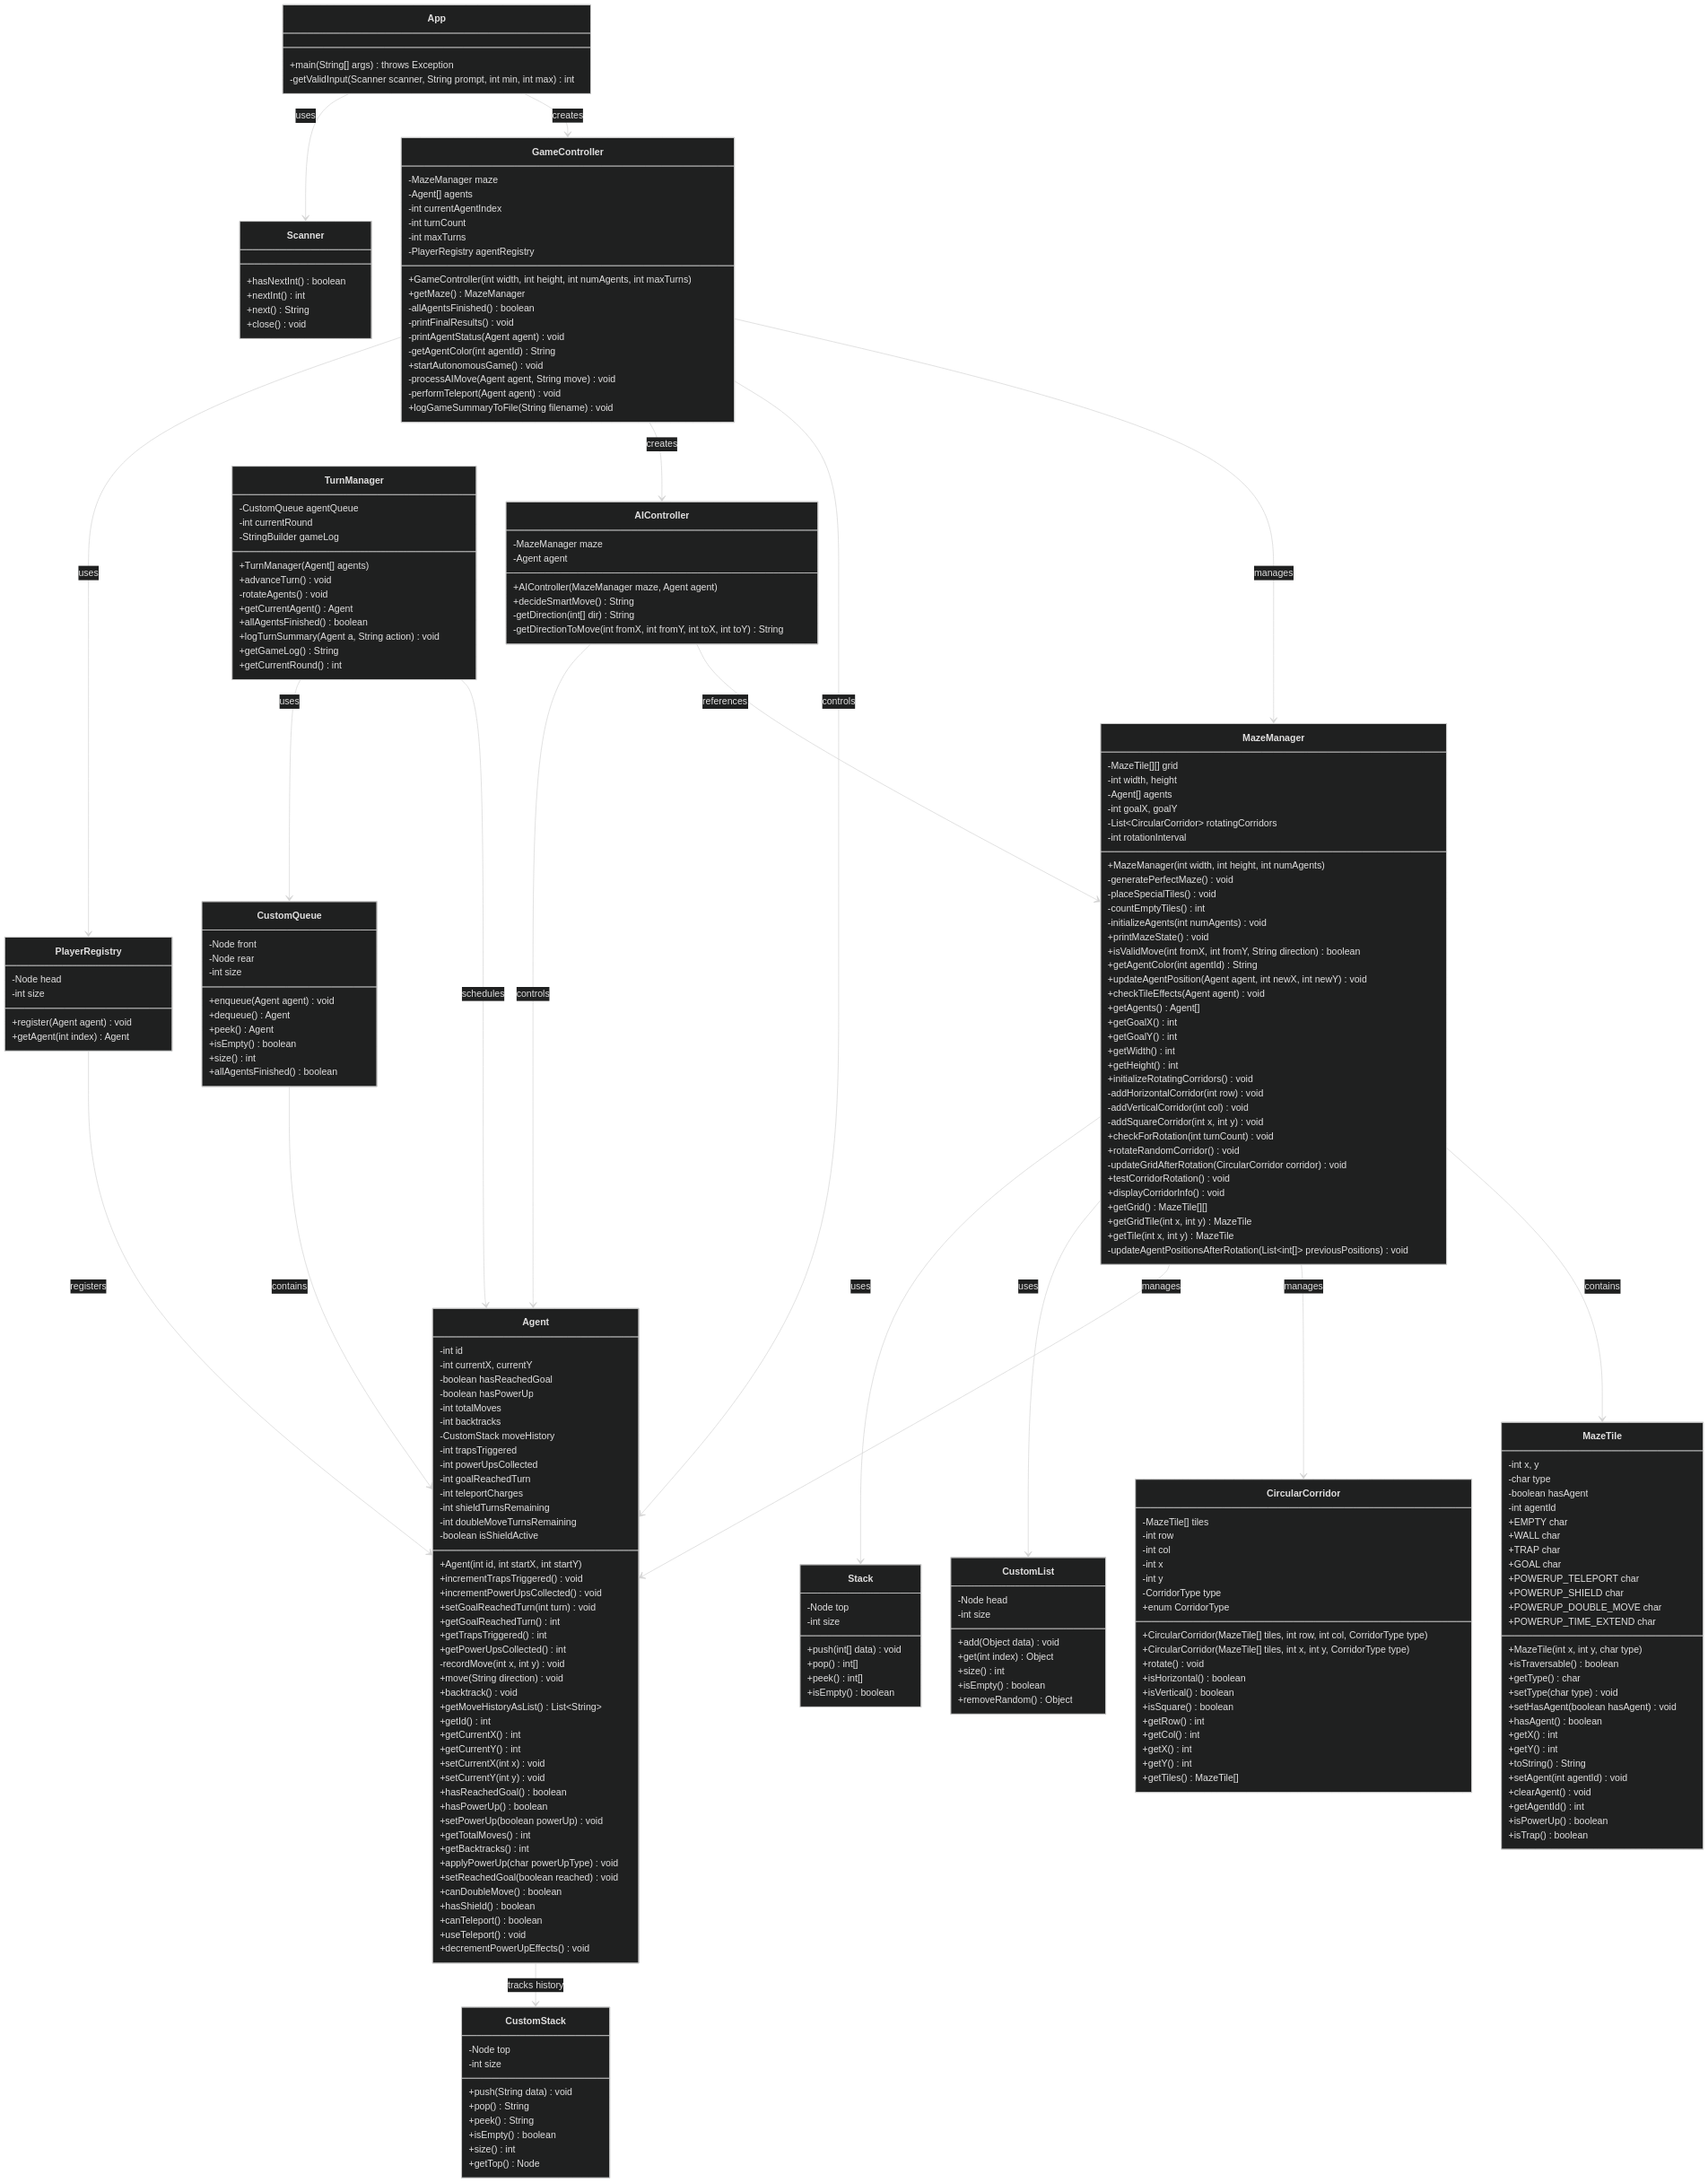 App
+main(String[] args) : throws Exception
-getValidInput(Scanner scanner, String prompt, int min, int max) : int
uses
creates
GameController
-MazeManager maze
-Agent[] agents
-int currentAgentIndex
-int turnCount
-int maxTurns
-PlayerRegistry agentRegistry
+GameController(int width, int height, int numAgents, int maxTurns)
+getMaze() : MazeManager
-allAgentsFinished() : boolean
-printFinalResults() : void
-printAgentStatus(Agent agent) : void
-getAgentColor(int agentId) : String
+startAutonomousGame() : void
-processAIMove(Agent agent, String move) : void
-performTeleport(Agent agent) : void
+logGameSummaryToFile(String filename) : void
Scanner
+hasNextInt() : boolean
+nextInt() : int
+next() : String
+close() : void
creates
TurnManager
-CustomQueue agentQueue
-int currentRound
-StringBuilder gameLog
+TurnManager(Agent[] agents)
+advanceTurn() : void
-rotateAgents() : void
+getCurrentAgent() : Agent
+allAgentsFinished() : boolean
+logTurnSummary(Agent a, String action) : void
+getGameLog() : String
+getCurrentRound() : int
AIController
-MazeManager maze
-Agent agent
+AIController(MazeManager maze, Agent agent)
+decideSmartMove() : String
-getDirection(int[] dir) : String
-getDirectionToMove(int fromX, int fromY, int toX, int toY) : String
uses
manages
uses
references
controls
MazeManager
-MazeTile[][] grid
-int width, height
-Agent[] agents
-int goalX, goalY
-List<CircularCorridor> rotatingCorridors
-int rotationInterval
+MazeManager(int width, int height, int numAgents)
-generatePerfectMaze() : void
-placeSpecialTiles() : void
-countEmptyTiles() : int
-initializeAgents(int numAgents) : void
+printMazeState() : void
+isValidMove(int fromX, int fromY, String direction) : boolean
+getAgentColor(int agentId) : String
+updateAgentPosition(Agent agent, int newX, int newY) : void
+checkTileEffects(Agent agent) : void
+getAgents() : Agent[]
+getGoalX() : int
+getGoalY() : int
+getWidth() : int
+getHeight() : int
+initializeRotatingCorridors() : void
-addHorizontalCorridor(int row) : void
-addVerticalCorridor(int col) : void
-addSquareCorridor(int x, int y) : void
+checkForRotation(int turnCount) : void
+rotateRandomCorridor() : void
-updateGridAfterRotation(CircularCorridor corridor) : void
+testCorridorRotation() : void
+displayCorridorInfo() : void
+getGrid() : MazeTile[][]
+getGridTile(int x, int y) : MazeTile
+getTile(int x, int y) : MazeTile
-updateAgentPositionsAfterRotation(List<int[]> previousPositions) : void
PlayerRegistry
-Node head
-int size
+register(Agent agent) : void
+getAgent(int index) : Agent
CustomQueue
-Node front
-Node rear
-int size
+enqueue(Agent agent) : void
+dequeue() : Agent
+peek() : Agent
+isEmpty() : boolean
+size() : int
+allAgentsFinished() : boolean
schedules
controls
registers
contains
uses
uses
manages
manages
contains
Agent
-int id
-int currentX, currentY
-boolean hasReachedGoal
-boolean hasPowerUp
-int totalMoves
-int backtracks
-CustomStack moveHistory
-int trapsTriggered
-int powerUpsCollected
-int goalReachedTurn
-int teleportCharges
-int shieldTurnsRemaining
-int doubleMoveTurnsRemaining
-boolean isShieldActive
+Agent(int id, int startX, int startY)
+incrementTrapsTriggered() : void
+incrementPowerUpsCollected() : void
+setGoalReachedTurn(int turn) : void
+getGoalReachedTurn() : int
+getTrapsTriggered() : int
+getPowerUpsCollected() : int
-recordMove(int x, int y) : void
+move(String direction) : void
+backtrack() : void
+getMoveHistoryAsList() : List<String>
+getId() : int
+getCurrentX() : int
+getCurrentY() : int
+setCurrentX(int x) : void
+setCurrentY(int y) : void
+hasReachedGoal() : boolean
+hasPowerUp() : boolean
+setPowerUp(boolean powerUp) : void
+getTotalMoves() : int
+getBacktracks() : int
+applyPowerUp(char powerUpType) : void
+setReachedGoal(boolean reached) : void
+canDoubleMove() : boolean
+hasShield() : boolean
+canTeleport() : boolean
+useTeleport() : void
+decrementPowerUpEffects() : void
Stack
-Node top
-int size
+push(int[] data) : void
+pop() : int[]
+peek() : int[]
+isEmpty() : boolean
CustomList
-Node head
-int size
+add(Object data) : void
+get(int index) : Object
+size() : int
+isEmpty() : boolean
+removeRandom() : Object
CircularCorridor
-MazeTile[] tiles
-int row
-int col
-int x
-int y
-CorridorType type
+enum CorridorType
+CircularCorridor(MazeTile[] tiles, int row, int col, CorridorType type)
+CircularCorridor(MazeTile[] tiles, int x, int y, CorridorType type)
+rotate() : void
+isHorizontal() : boolean
+isVertical() : boolean
+isSquare() : boolean
+getRow() : int
+getCol() : int
+getX() : int
+getY() : int
+getTiles() : MazeTile[]
MazeTile
-int x, y
-char type
-boolean hasAgent
-int agentId
+EMPTY char
+WALL char
+TRAP char
+GOAL char
+POWERUP_TELEPORT char
+POWERUP_SHIELD char
+POWERUP_DOUBLE_MOVE char
+POWERUP_TIME_EXTEND char
+MazeTile(int x, int y, char type)
+isTraversable() : boolean
+getType() : char
+setType(char type) : void
+setHasAgent(boolean hasAgent) : void
+hasAgent() : boolean
+getX() : int
+getY() : int
+toString() : String
+setAgent(int agentId) : void
+clearAgent() : void
+getAgentId() : int
+isPowerUp() : boolean
+isTrap() : boolean
tracks history
CustomStack
-Node top
-int size
+push(String data) : void
+pop() : String
+peek() : String
+isEmpty() : boolean
+size() : int
+getTop() : Node